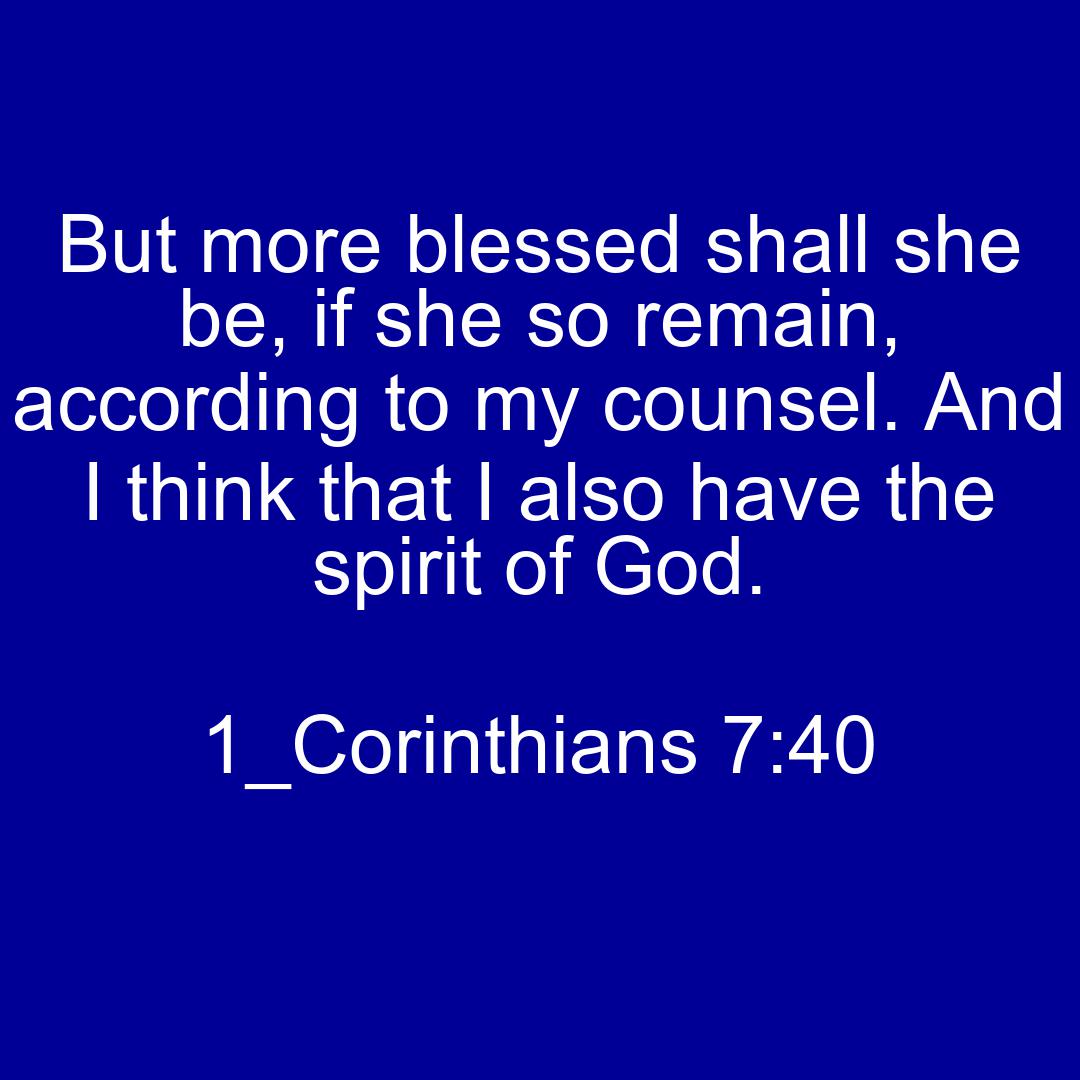 But more blessed shall she
be, if she so remain,
according to my counsel. And
I think that I also have the
spirit of God.
1_Corinthians 7:40